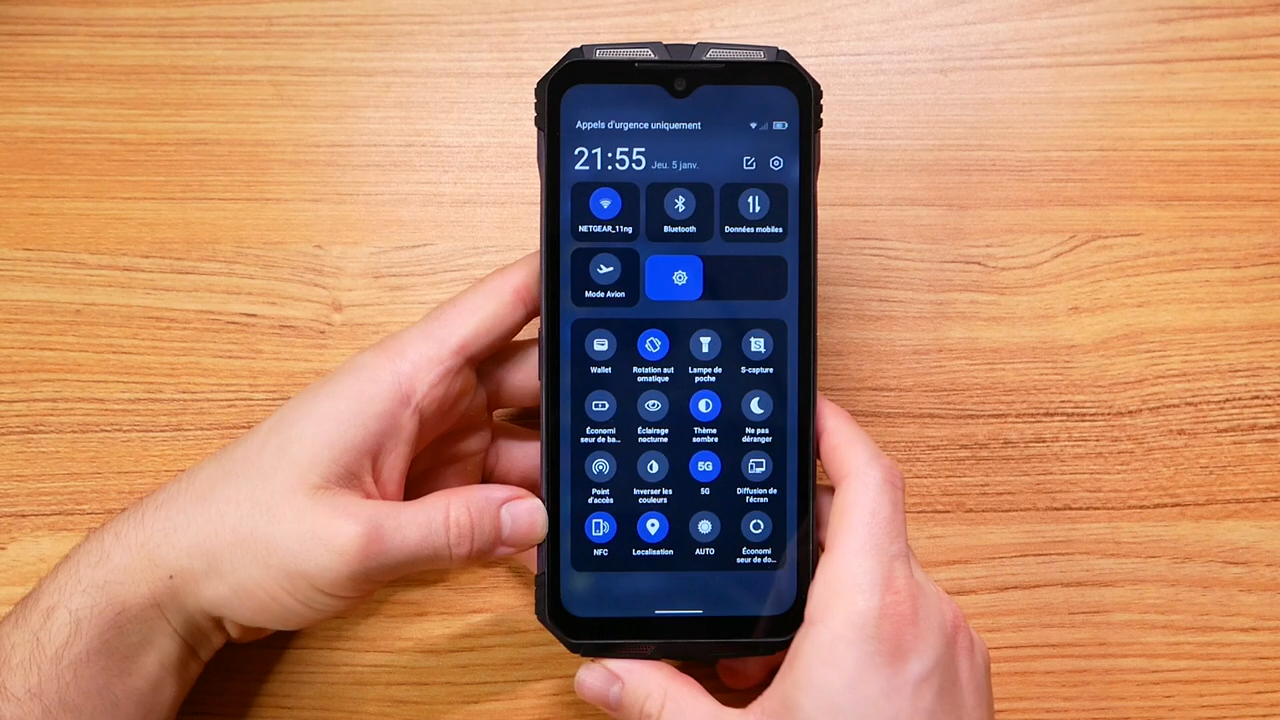 Appels d'urgence uniquement
21:55 Jeu. 5 janv.
NETGEAR_11ng Bluetooth Données mobiles
Mode Avion
Wallet Rotation aut Lampe de S-capture
omatique poche
Économi Éclairage Thème Ne pas
seur de ba... nocturne sombre déranger
5G
Point Inverser les 5G Diffusion de
d'accès couleurs l'écran
NFC Localisation AUTO Économi
seur de do...